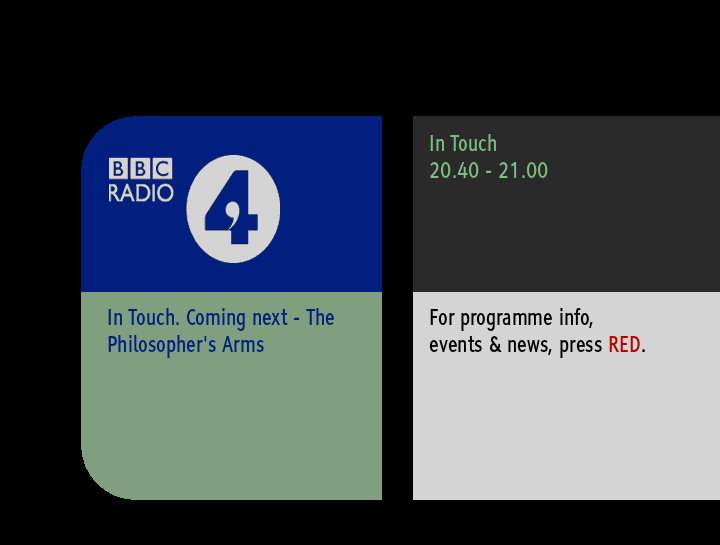 BBC
RADIO
4
In Touch. Coming next - The
Philosopher's Arms
In Touch
20.40 - 21.00
For programme info,
events & news, press RED.